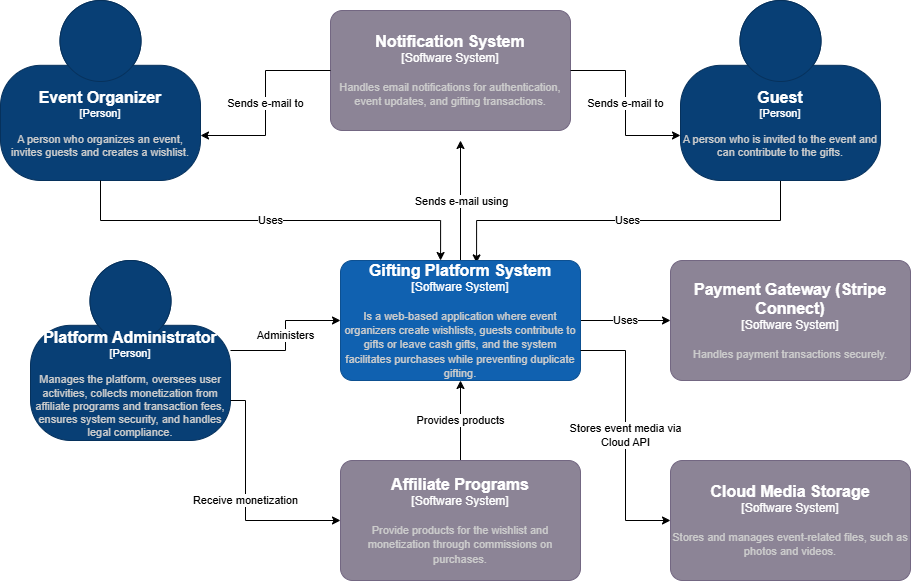 Notification System
[Software System]
Handles email notifications for authentication,
event updates, and gifting transactions.
Event Organizer
[Person]
A person who organizes an event,
invites guests and creates a wishlist.
Sends e-mail to
Sends e-mail to
Guest
[Person]
A person who is invited to the event and
can contribute to the gifts.
Sends e-mail using
Uses
Uses
Gifting Platform System
[Software System]
Is a web-based application where event
organizers create wishlists, guests contribute to
gifts or leave cash gifts, and the system
facilitates purchases while preventing duplicate
gifting.
Platform Administrator
[Person]
Manages the platform, oversees user
activities, collects monetization from
affiliate programs and transaction fees,
ensures system security, and handles
legal compliance.
Administers
Uses
Payment Gateway (Stripe
Connect)
[Software System]
Handles payment transactions securely.
Provides products
Stores event media via
Cloud API
Receive monetization
Affiliate Programs
[Software System]
Provide products for the wishlist and
monetization through commissions on
purchases.
Cloud Media Storage
[Software System]
Stores and manages event-related files, such as
photos and videos.